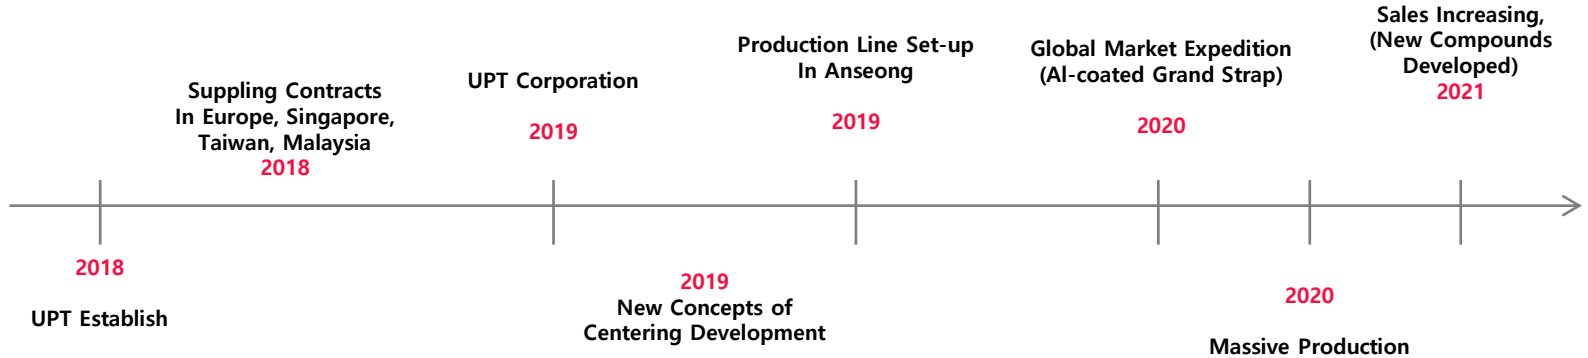 2018
UPT Establish
Suppling Contracts
In Europe, Singapore,
Taiwan, Malaysia
2018
UPT Corporation
2019
2019
New Concepts of
Centering Development
Production Line Set-up
In Anseong
2019
Global Market Expedition
(Al-coated Grand Strap)
2020
2020
Massive Production
Sales Increasing,
(New Compounds
Developed)
2021